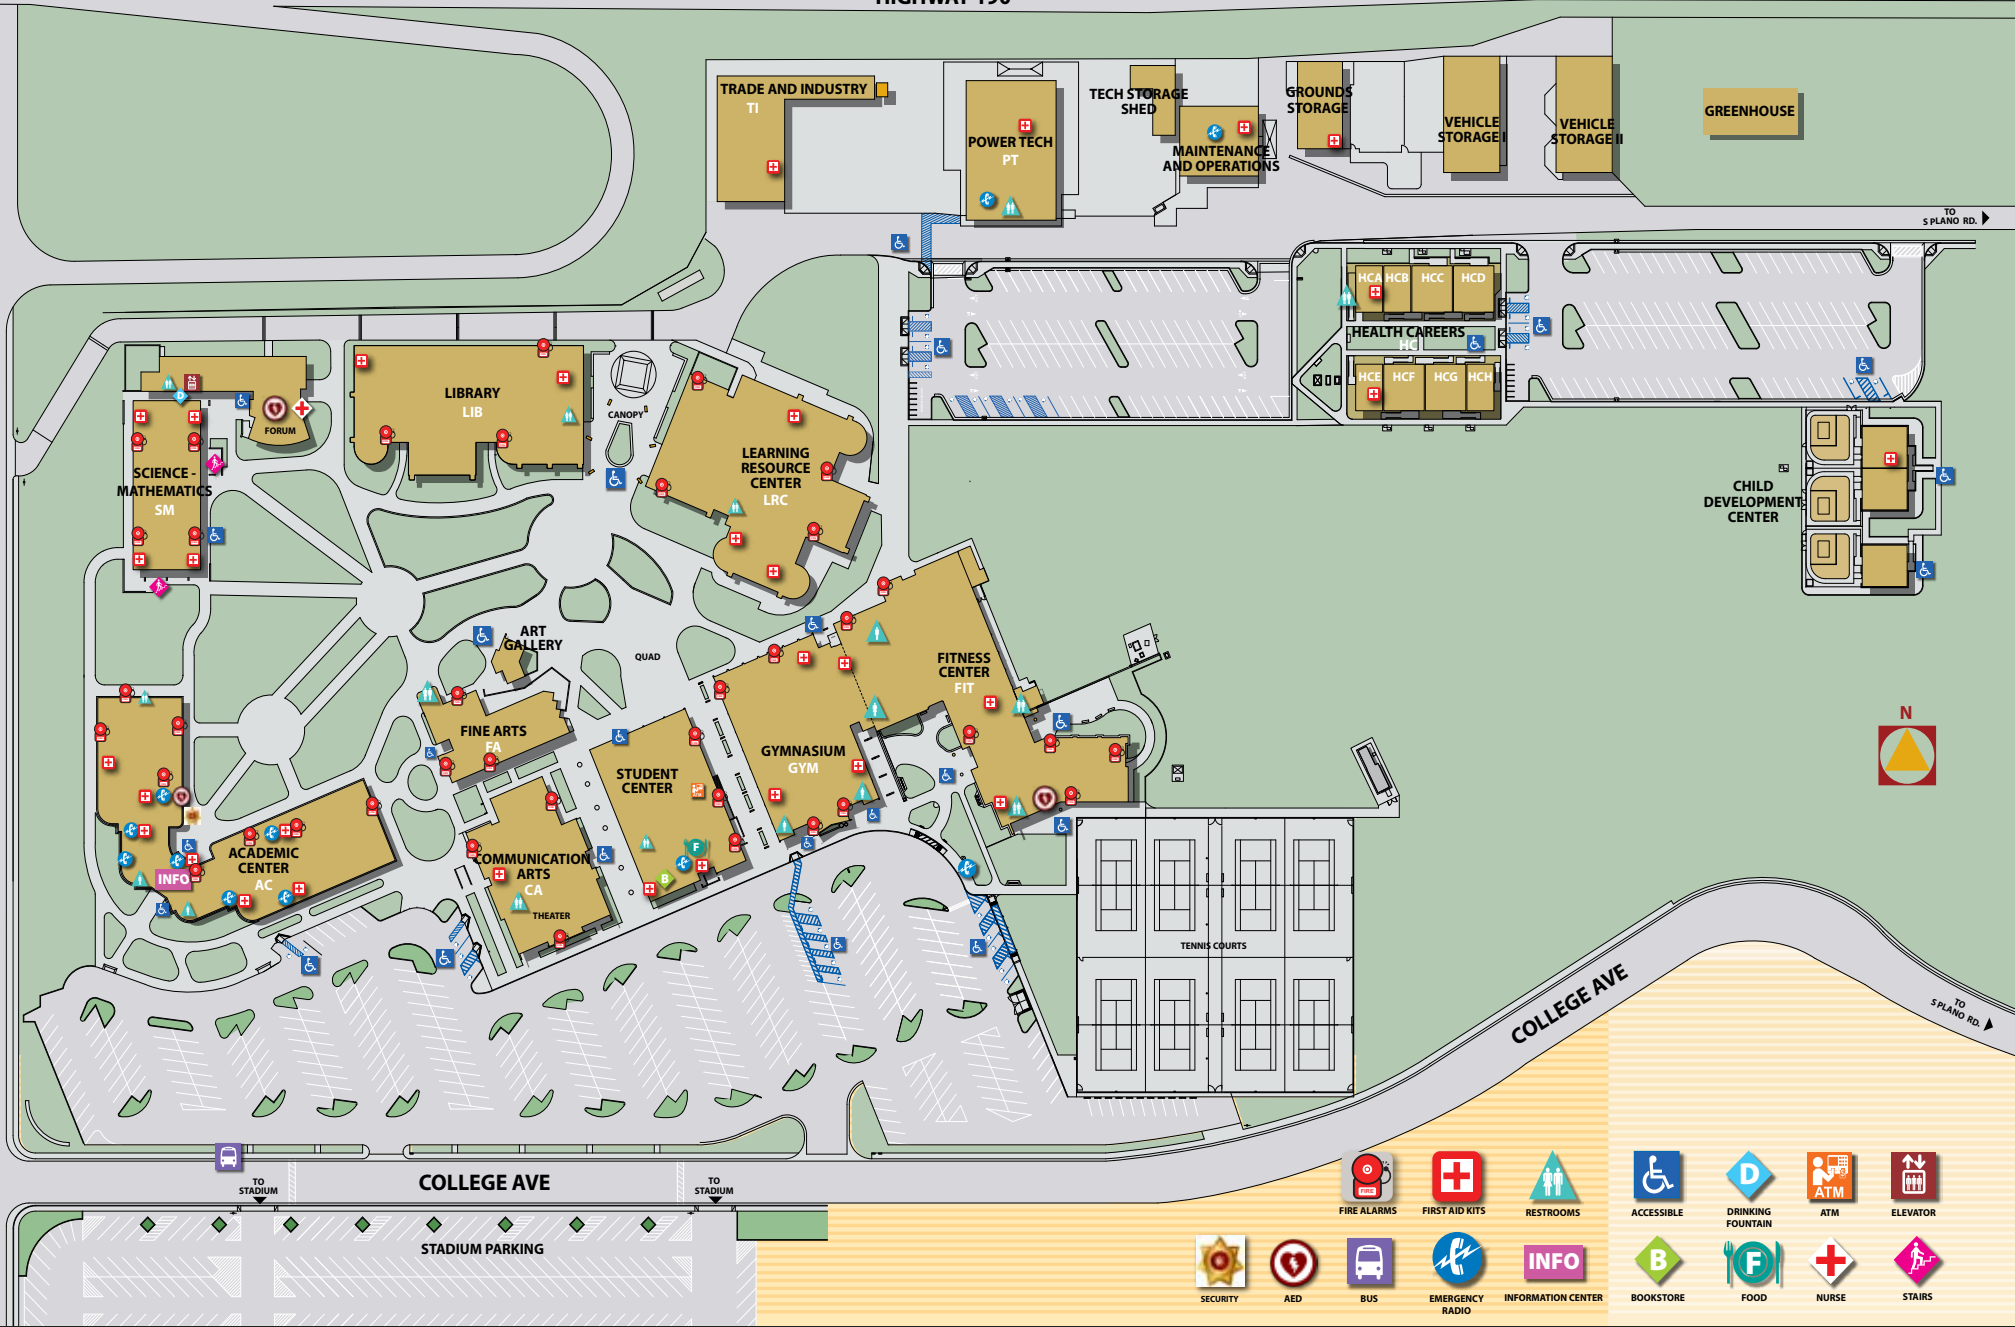 HIGHWAY 190
TRADE AND INDUSTRY
TI
POWER TECH
PT
TECH STORAGE
SHED
MAINTENANCE
AND OPERATIONS
GROUNDS
STORAGE
VEHICLE
STORAGE I
VEHICLE
STORAGE II
GREENHOUSE
TO
S PLANO RD.
HCA
HCB
HCC
HCD
HEALTH CAREERS
HC
HCE
HCF
HCG
HCH
FORUM
D
LIBRARY
LIB
CANOPY
LEARNING
RESOURCE
CENTER
LRC
SCIENCE -
MATHEMATICS
SM
CHILD
DEVELOPMENT
CENTER
ART
GALLERY
QUAD
FITNESS
CENTER
FIT
FINE ARTS
FA
GYMNASIUM
GYM
STUDENT
CENTER
F
B
N
ACADEMIC
CENTER
AC
INFO
COMMUNICATION
ARTS
CA
THEATER
TENNIS COURTS
COLLEGE AVE
TO
S PLANO RD.
COLLEGE AVE
TO
STADIUM
TO
STADIUM
STADIUM PARKING
FIRE
FIRE ALARMS
FIRST AID KITS
RESTROOMS
ACCESSIBLE
D
DRINKING
FOUNTAIN
ATM
ATM
ELEVATOR
SECURITY
AED
BUS
EMERGENCY
RADIO
INFO
INFORMATION CENTER
B
BOOKSTORE
F
FOOD
NURSE
STAIRS